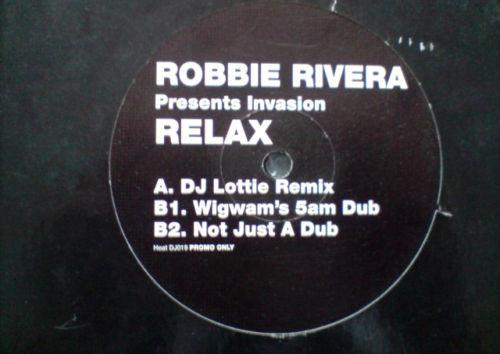 ROBBIE RIVERA
Presents Invasion
RELAX
A. DJ Lottie Remix
B1. Wigwam's 5am Dub
B2. Not Just A Dub
Heat DJ019 PROMO ONLY